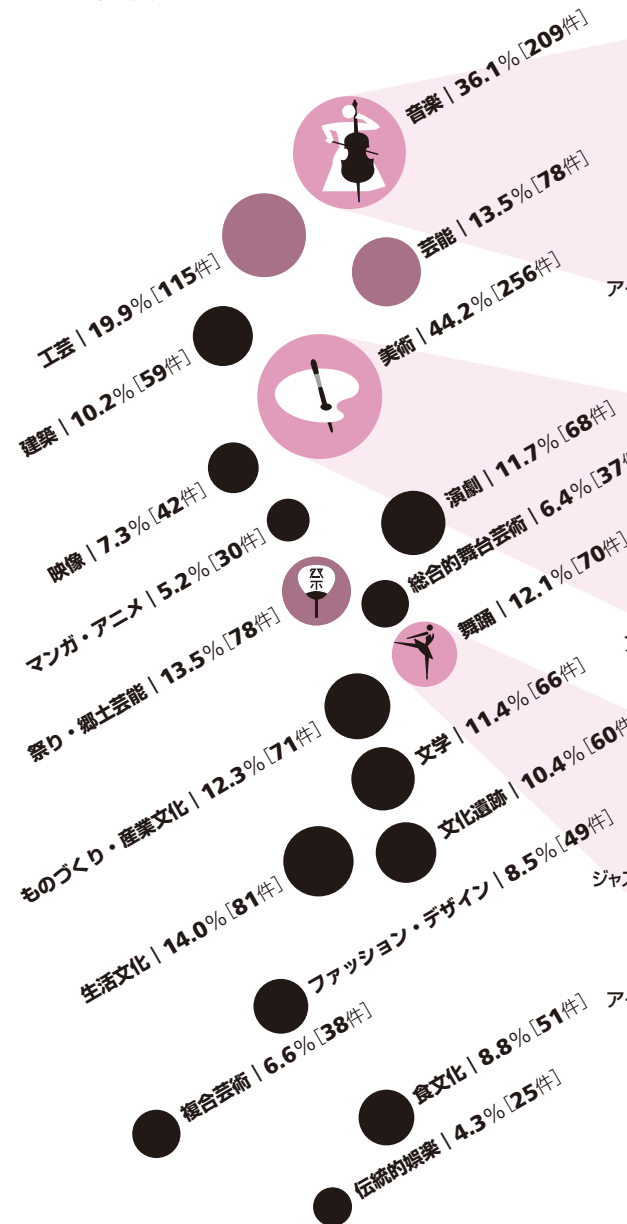 音楽 | 36.1% [209件]
芸能 | 13.5% [78件]
工芸 | 19.9% [115件]
美術 | 44.2% [256件]
建築 | 10.2% [59件]
演劇 | 11.7% [68件]
映像 | 7.3% [42件]
総合的舞台芸術 | 6.4% [37件
マンガ・アニメ | 5.2% [30件]
祭
舞踊 | 12.1% [70件]
祭り・郷土芸能 | 13.5% [78件]
文学 | 11.4% [66件]
ものづくり・産業文化 | 12.3% [71件]
文化遺跡 | 10.4% [60件
ジャズ
生活文化 | 14.0% [81件]
ファッション・デザイン | 8.5% [49件]
複合芸術 | 6.6% [38件]
食文化 | 8.8% [51件]
伝統的娯楽 | 4.3% [25件]